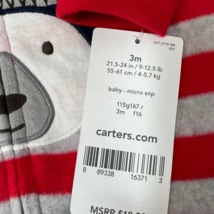 3m
21.5-24 in / 9-12.5 lb
55-61 cm / 4-5,7 kg
baby - micro snp
115g167 r
3m f16
carters.com
8 89338 16371 3